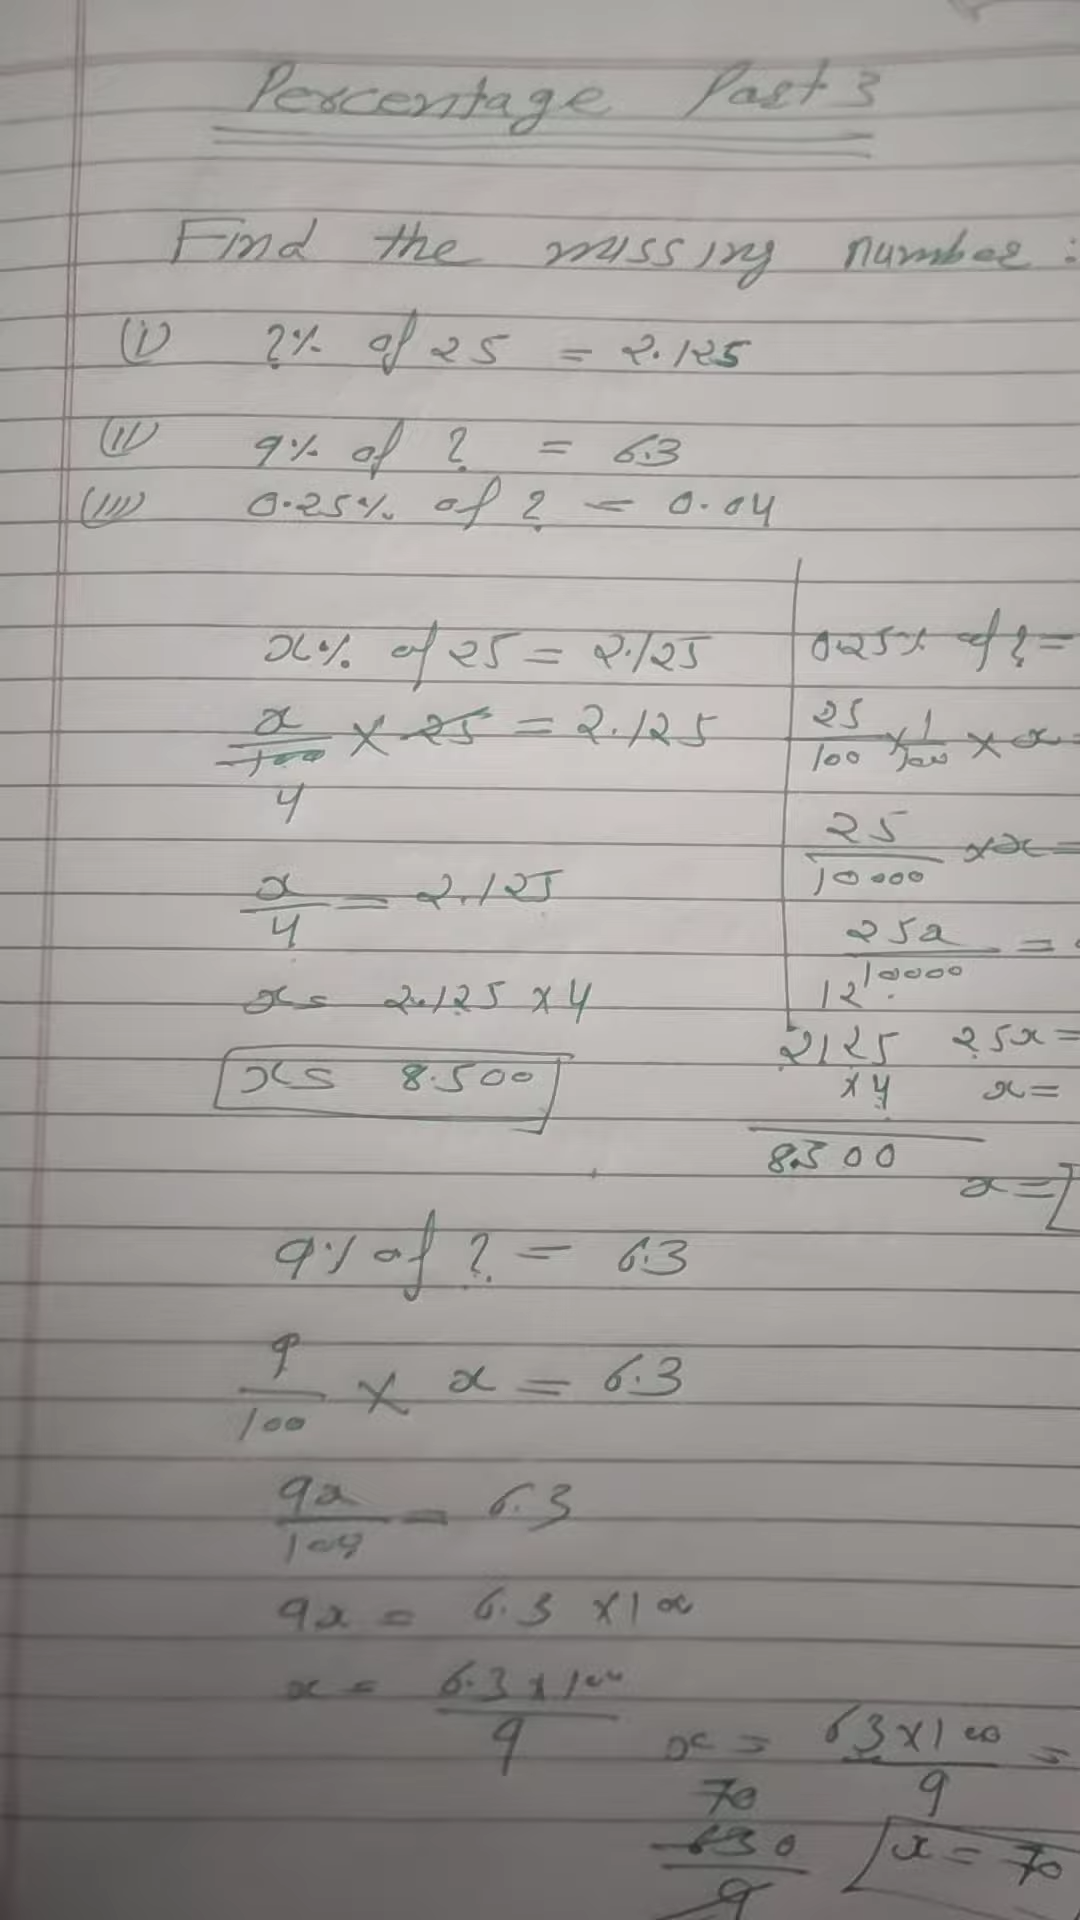 Percentage Part 3
Find the missing number :
(i) ?% of 25 = 2.125
(ii) 9% of ? = 6.3
(iii) 0.25% of ? = 0.04
x% of 25 = 2.125
x/100 × 25 = 2.125
4
x/4 = 2.125
x = 2.125 × 4
x = 8.500
0.25% of ? =
25/100 × 1/100 × x =
25/10000 × x =
25x/10000 =
12
2125
× 4
8500
25x =
x =
x =
9% of ? = 6.3
9/100 × x = 6.3
9x/100 = 6.3
9x = 6.3 × 100
x = 6.3 × 100/9
x = 63 × 100/9 =
70
630/9
x = 70